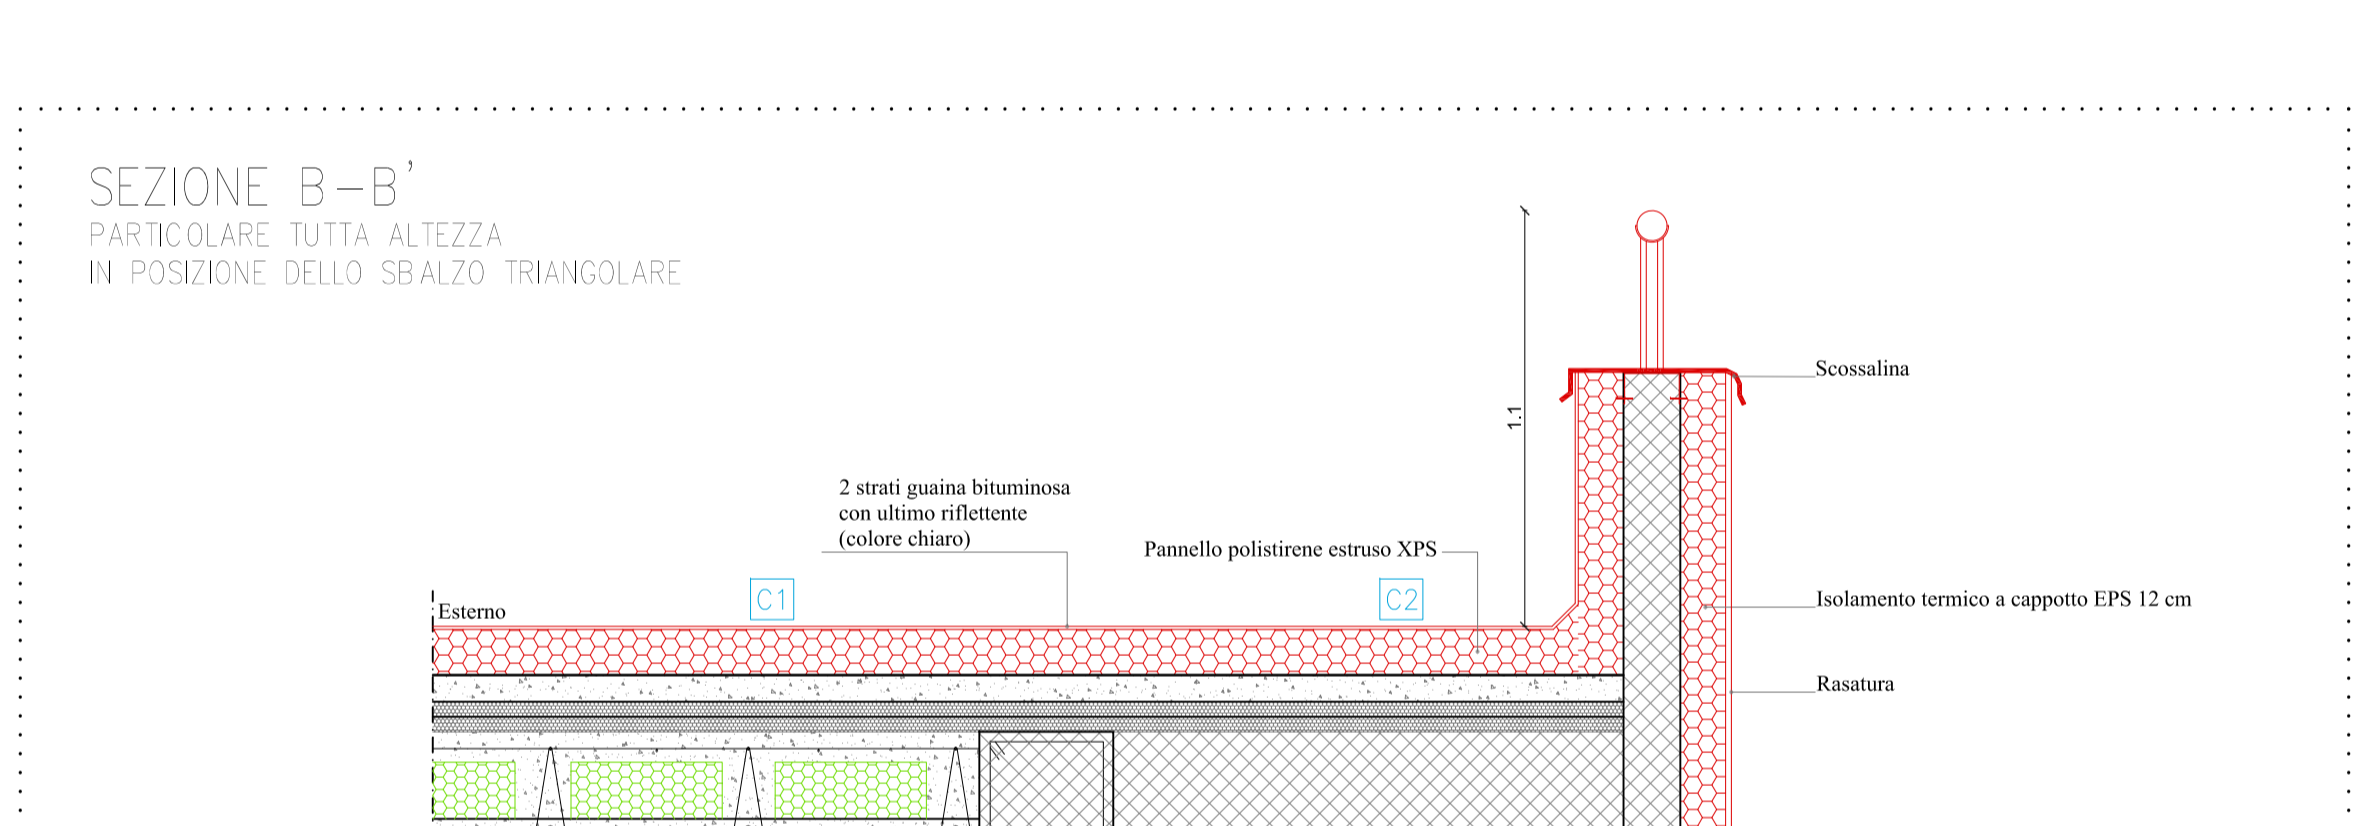 SEZIONE B-B'
PARTICOLARE TUTTA ALTEZZA
IN POSIZIONE DELLO SBALZO TRIANGOLARE
Scossalina
1.1
2 strati guaina bituminosa
con ultimo riflettente
(colore chiaro)
Pannello polistirene estruso XPS
C1
C2
Esterno
Isolamento termico a cappotto EPS 12 cm
Rasatura